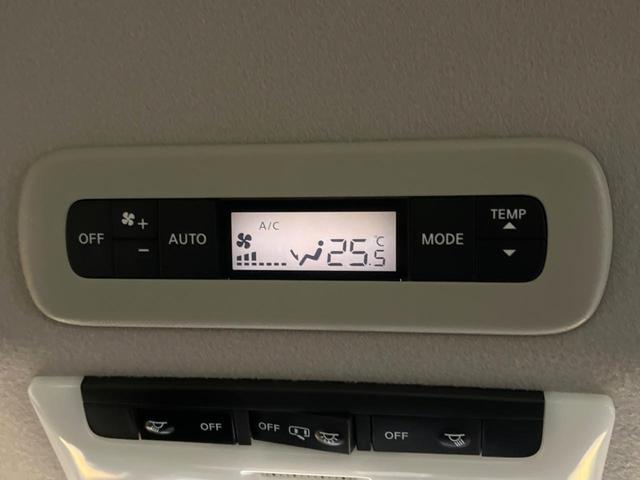 OFF + - AUTO A/C 25.5 °C MODE TEMP
OFF OFF OFF